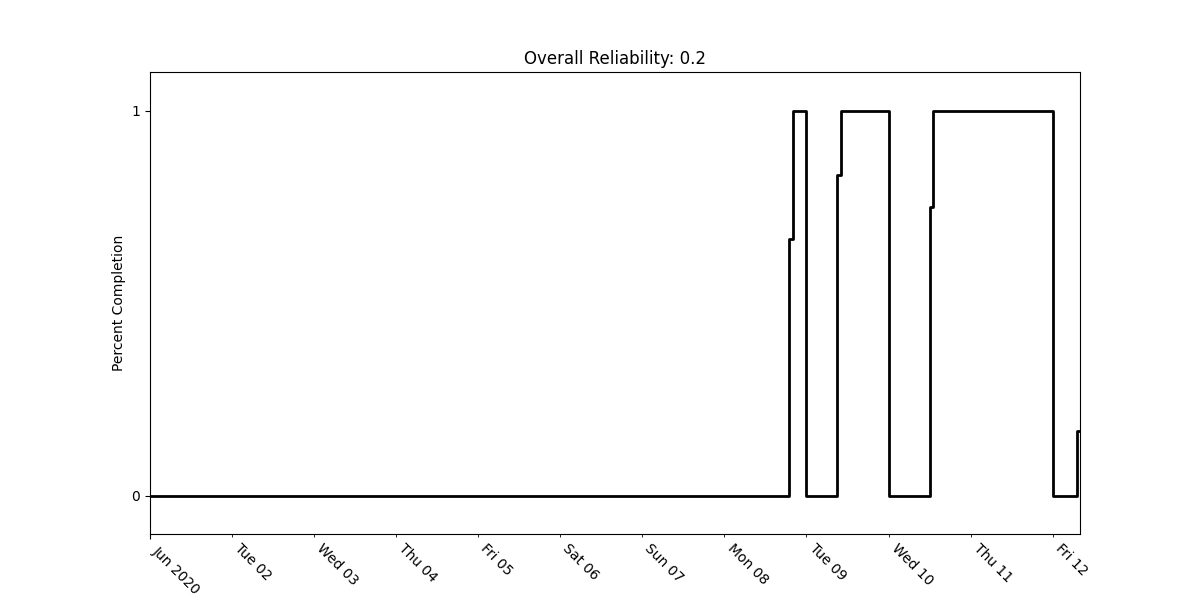 Overall Reliability: 0.2
1
Percent Completion
0
Jun 2020
Tue 02
Wed 03
Thu 04
Fri 05
Sat 06
Sun 07
Mon 08
Tue 09
Wed 10
Thu 11
Fri 12